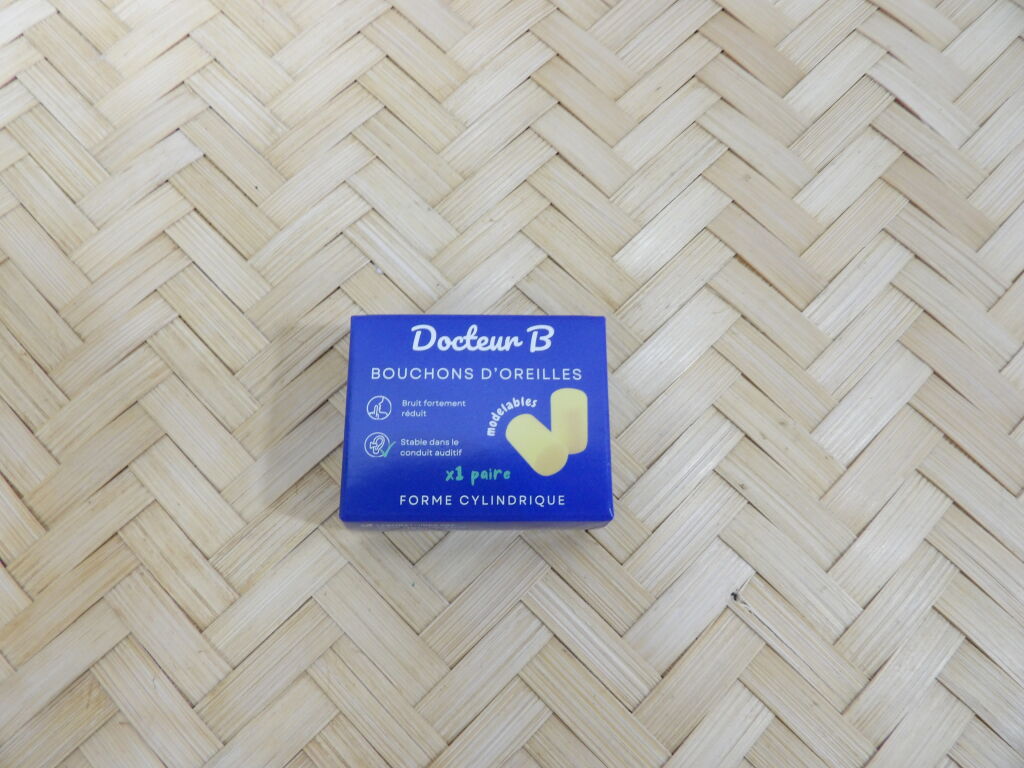 Docteur B
BOUCHONS D'OREILLES
Bruit fortement
réduit
modelables
Stable dans le
conduit auditif
x1 paire
FORME CYLINDRIQUE